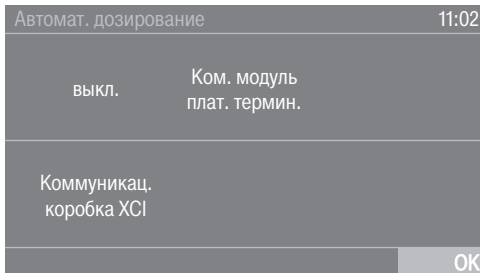 Автомат. дозирование 11:02
выкл.
Ком. модуль
плат. термин.
Коммуникац.
коробка XCI
OK